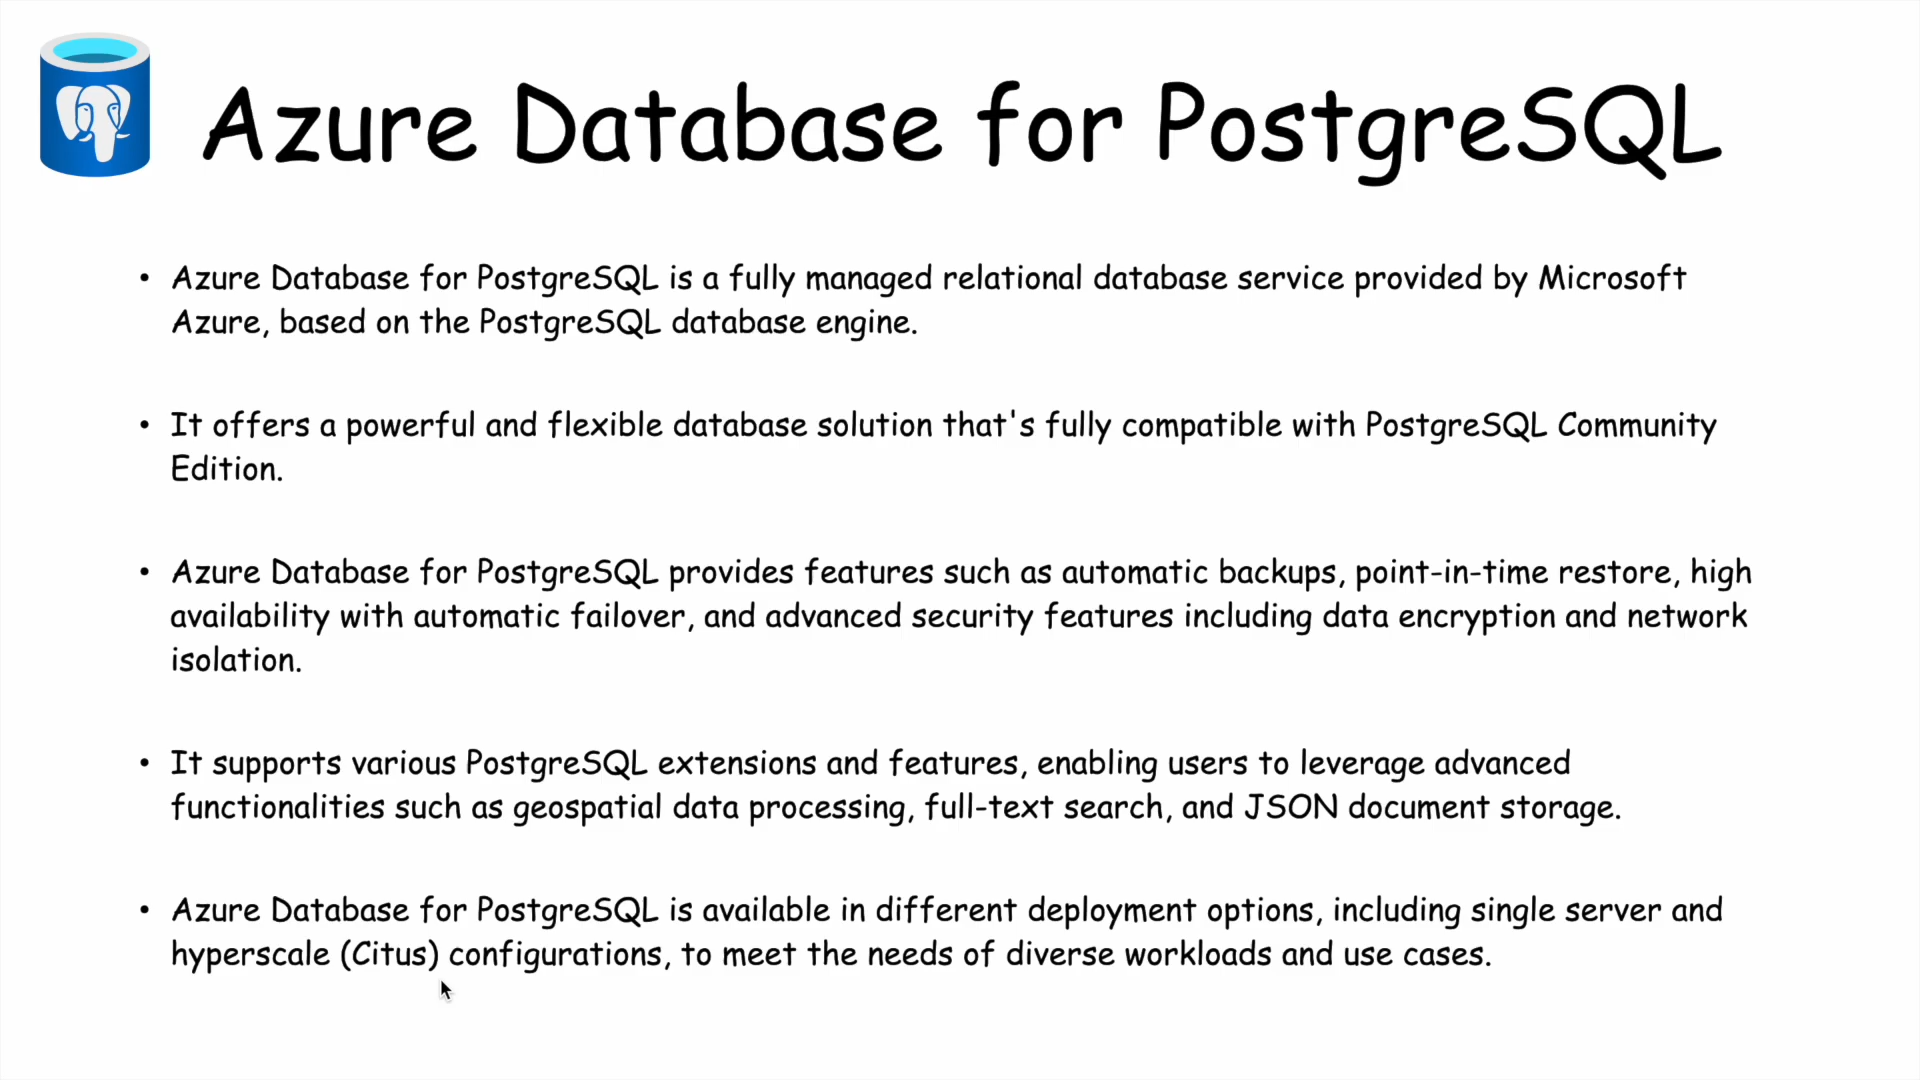 Azure Database for PostgreSQL
• Azure Database for PostgreSQL is a fully managed relational database service provided by Microsoft
Azure, based on the PostgreSQL database engine.
• It offers a powerful and flexible database solution that's fully compatible with PostgreSQL Community
Edition.
• Azure Database for PostgreSQL provides features such as automatic backups, point-in-time restore, high
availability with automatic failover, and advanced security features including data encryption and network
isolation.
• It supports various PostgreSQL extensions and features, enabling users to leverage advanced
functionalities such as geospatial data processing, full-text search, and JSON document storage.
• Azure Database for PostgreSQL is available in different deployment options, including single server and
hyperscale (Citus) configurations, to meet the needs of diverse workloads and use cases.